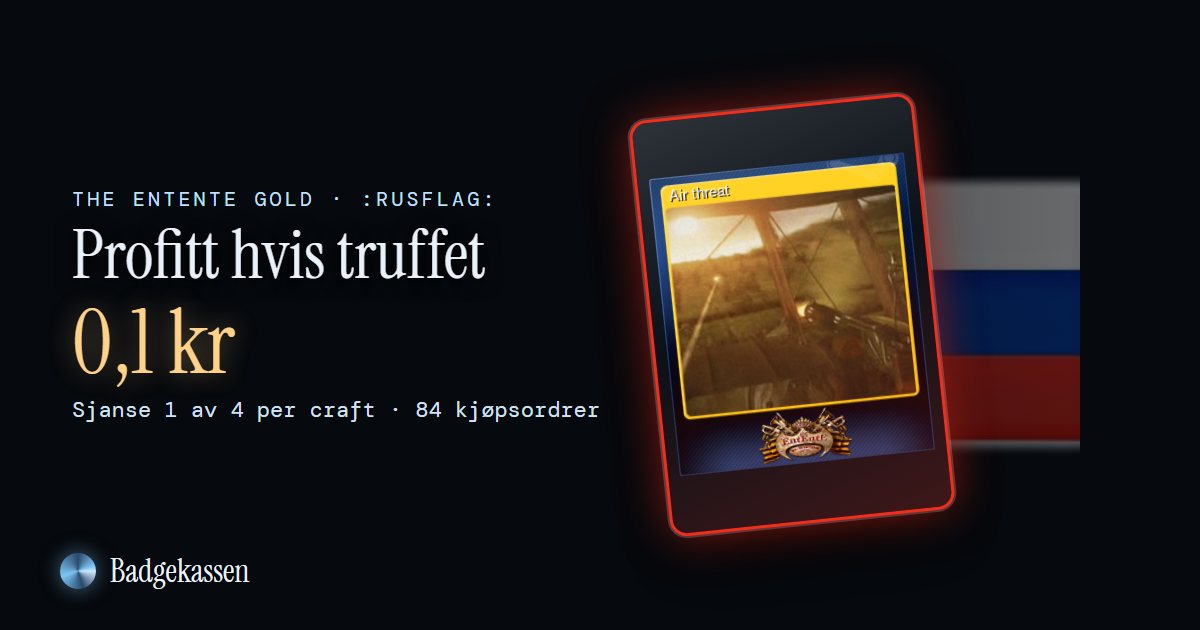 THE ENTENTE GOLD · :RUSFLAG:
Profitt hvis truffet
0,1 kr
Sjanse 1 av 4 per craft · 84 kjøpsordrer
Air threat
EntEntE
Badgekassen